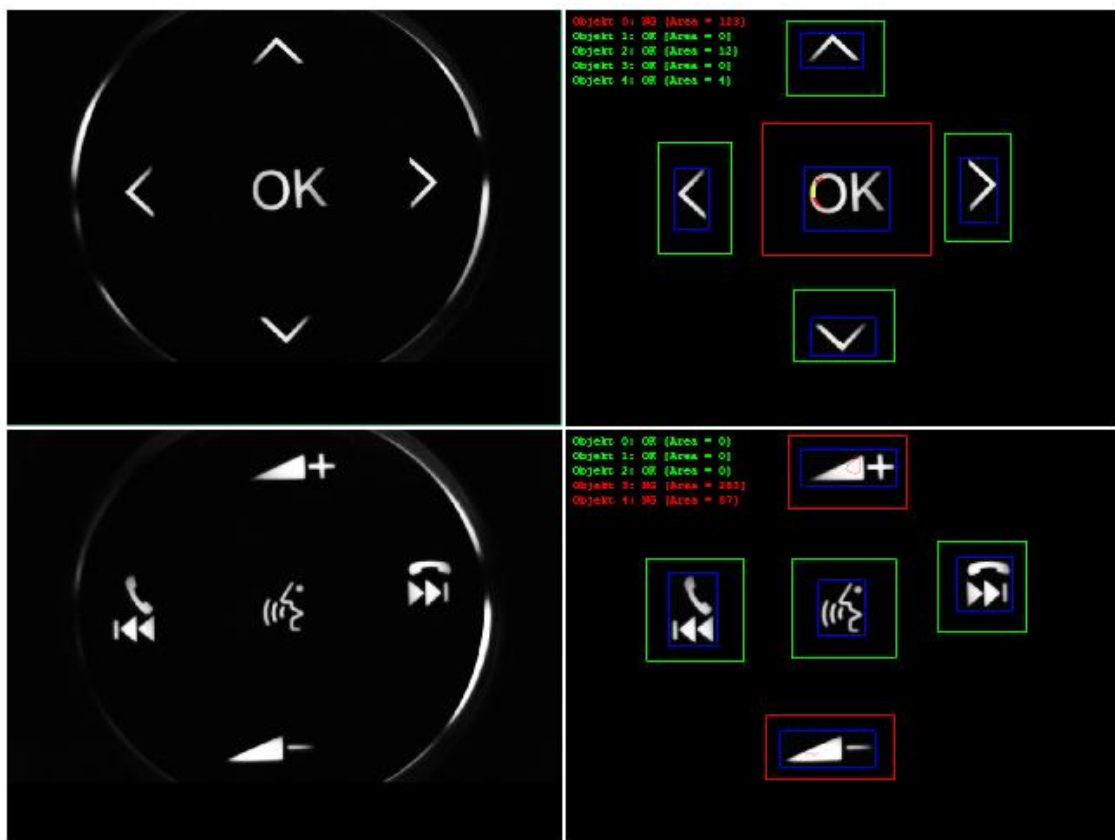 OK
Objekt 0: NG [Area = 123]
Objekt 1: OK [Area = 0]
Objekt 2: OK [Area = 12]
Objekt 3: OK [Area = 0]
Objekt 4: OK [Area = 4]
OK
Objekt 0: OK [Area = 0]
Objekt 1: OK [Area = 0]
Objekt 2: OK [Area = 0]
Objekt 3: NG [Area = 283]
Objekt 4: NG [Area = 87]